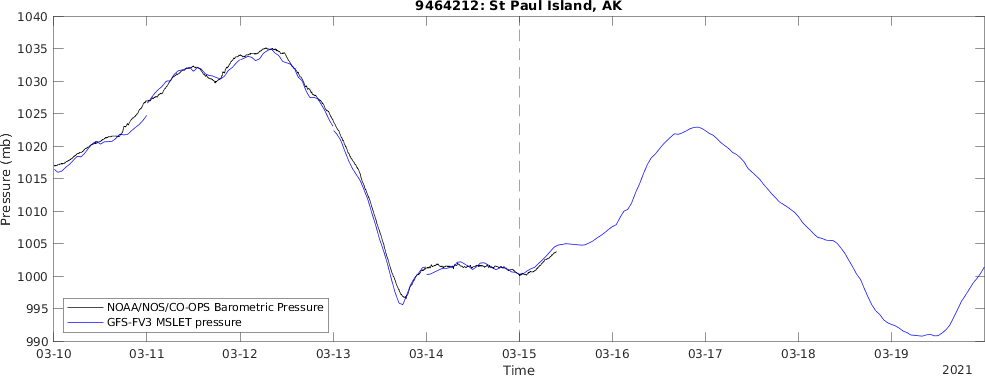 9464212: St Paul Island, AK
Pressure (mb)
1040
1035
1030
1025
1020
1015
1010
1005
1000
995
990
NOAA/NOS/CO-OPS Barometric Pressure
GFS-FV3 MSLET pressure
03-10 03-11 03-12 03-13 03-14 03-15 03-16 03-17 03-18 03-19
Time
2021